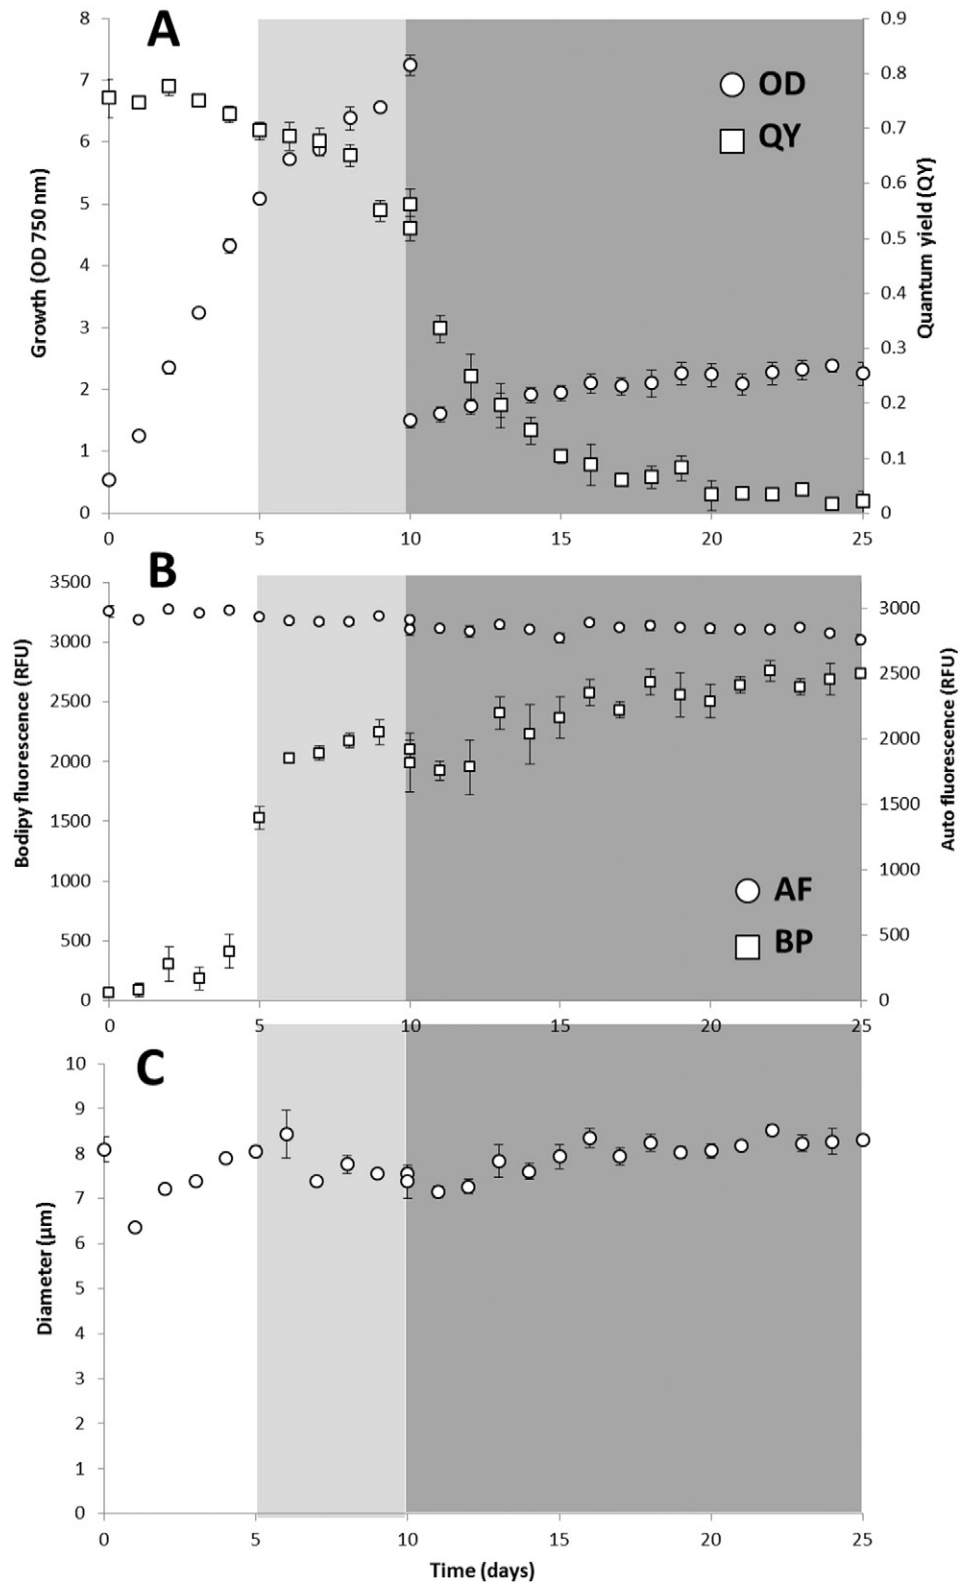 A
8
7
6
5
4
3
2
1
0
Growth (OD 750 nm)
0.9
0.8
0.7
0.6
0.5
0.4
0.3
0.2
0.1
0
Quantum yield (QY)
OD
QY
0 5 10 15 20 25
B
3500
3000
2500
2000
1500
1000
500
0
Bodipy fluorescence (RFU)
3000
2500
2000
1500
1000
500
0
Auto fluorescence (RFU)
AF
BP
0 5 10 15 20 25
C
10
9
8
7
6
5
4
3
2
1
0
Diameter (µm)
0 5 10 15 20 25
Time (days)